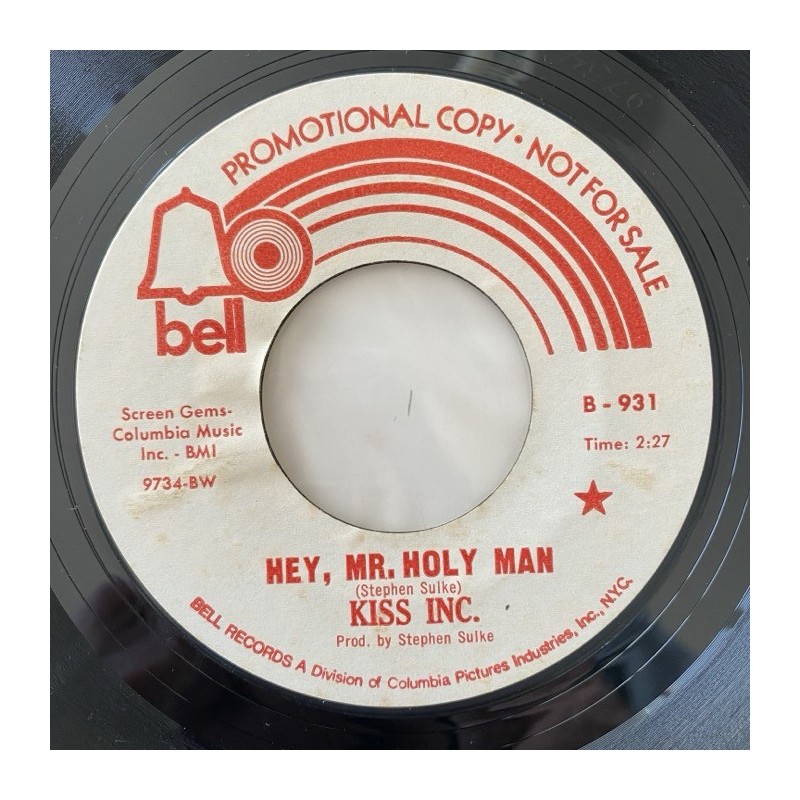 PROMOTIONAL COPY • NOT FOR SALE
bell
Screen Gems-
Columbia Music
Inc. - BMI
9734-BW
B - 931
Time: 2:27
HEY, MR. HOLY MAN
(Stephen Sulke)
KISS INC.
Prod. by Stephen Sulke
BELL RECORDS A Division of Columbia Pictures Industries, Inc., N.Y.C.